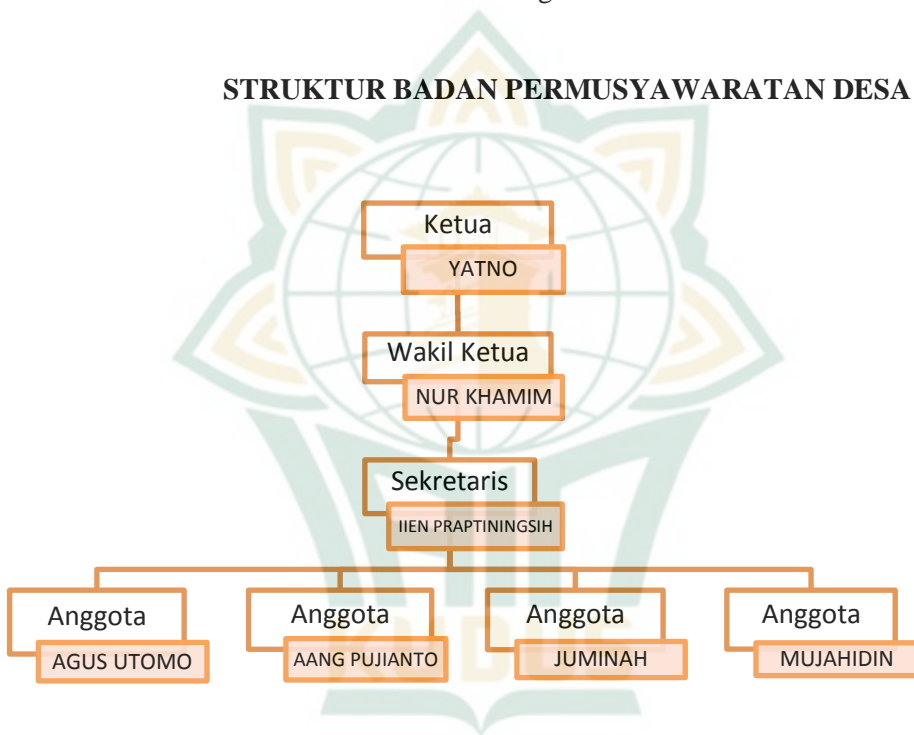 STRUKTUR BADAN PERMUSYAWARATAN DESA
Ketua
YATNO
Wakil Ketua
NUR KHAMIM
Sekretaris
IIEN PRAPTININGSIH
Anggota
AGUS UTOMO
Anggota
AANG PUJIANTO
Anggota
JUMINAH
Anggota
MUJAHIDIN
KUDUS